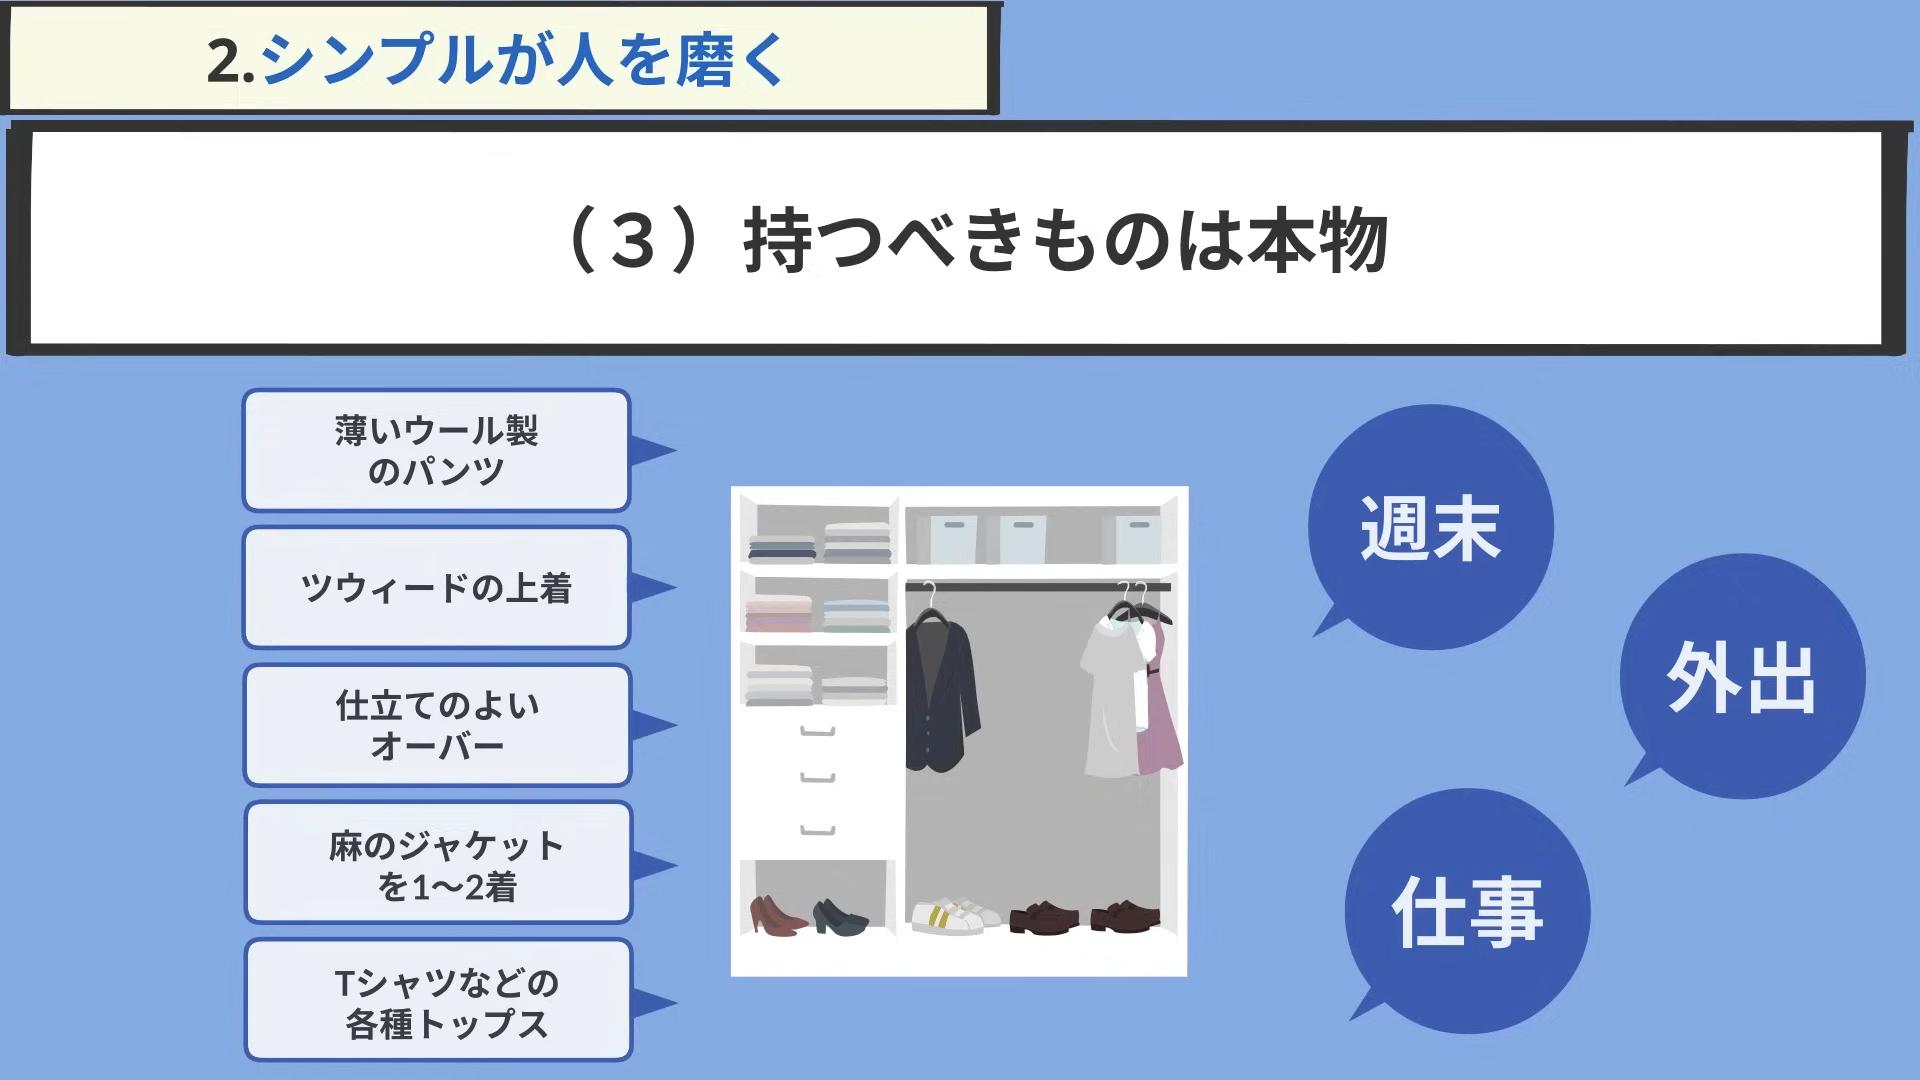 2.シンプルが人を磨く
（３）持つべきものは本物
薄いウール製
のパンツ
ツウィードの上着
仕立てのよい
オーバー
麻のジャケット
を1〜2着
Tシャツなどの
各種トップス
週末
外出
仕事